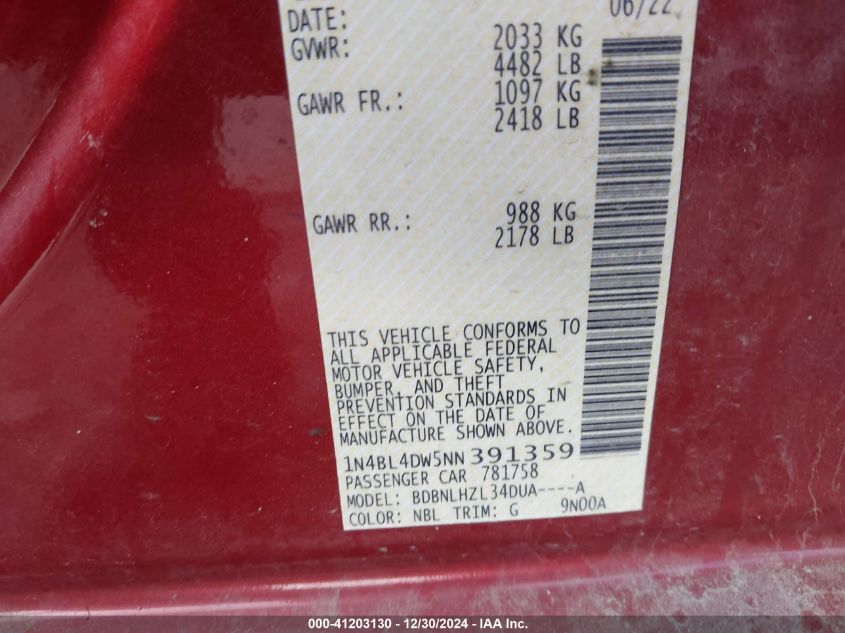 DATE: 06/22
GVWR: 2033 KG
4482 LB
GAWR FR.: 1097 KG
2418 LB
GAWR RR.: 988 KG
2178 LB
THIS VEHICLE CONFORMS TO
ALL APPLICABLE FEDERAL
MOTOR VEHICLE SAFETY,
BUMPER, AND THEFT
PREVENTION STANDARDS IN
EFFECT ON THE DATE OF
MANUFACTURE SHOWN ABOVE.
1N4BL4DW5NN391359
PASSENGER CAR 781758
MODEL: BDBNLHZL34DUA----A
COLOR: NBL TRIM: G 9N00A
000-41203130 - 12/30/2024 - IAA Inc.